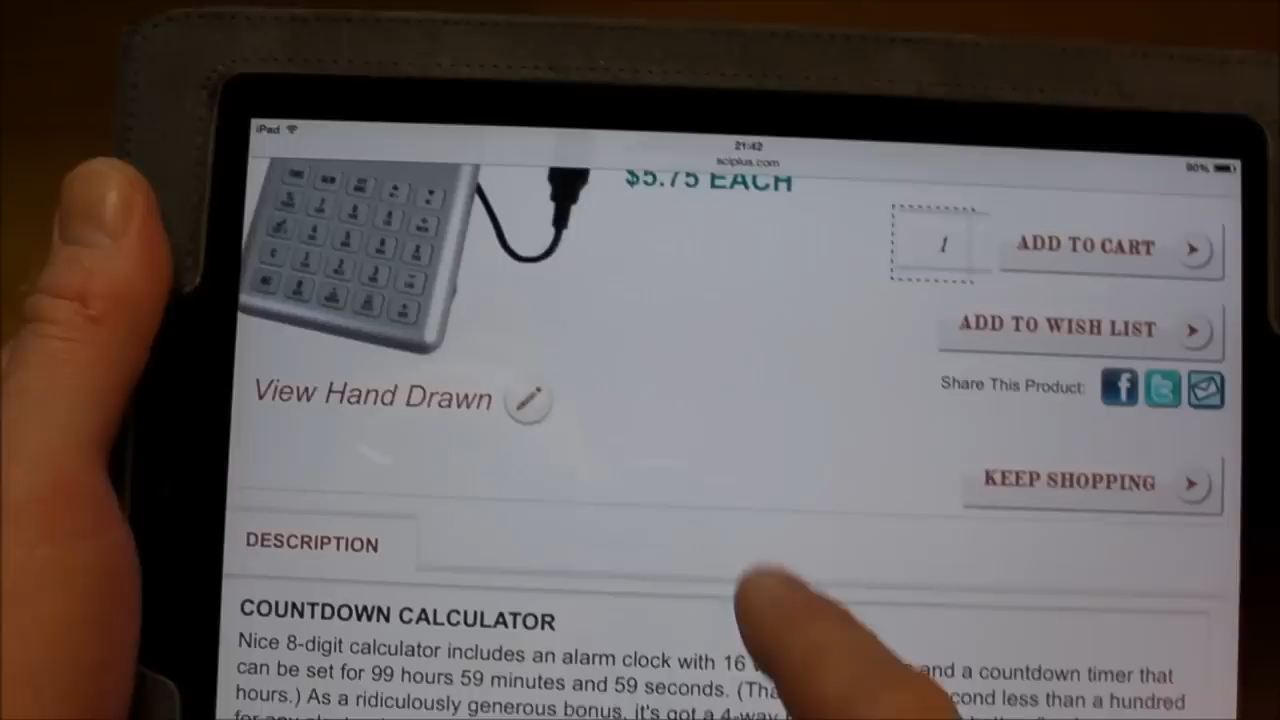 iPad
21:42
sciplus.com
90%
$5.75 EACH
1
ADD TO CART
ADD TO WISH LIST
Share This Product:
View Hand Drawn
KEEP SHOPPING
DESCRIPTION
COUNTDOWN CALCULATOR
Nice 8-digit calculator includes an alarm clock with 16 and a countdown timer that
can be set for 99 hours 59 minutes and 59 seconds. (Tha second less than a hundred
hours.) As a ridiculously generous bonus, it's got a 4-way